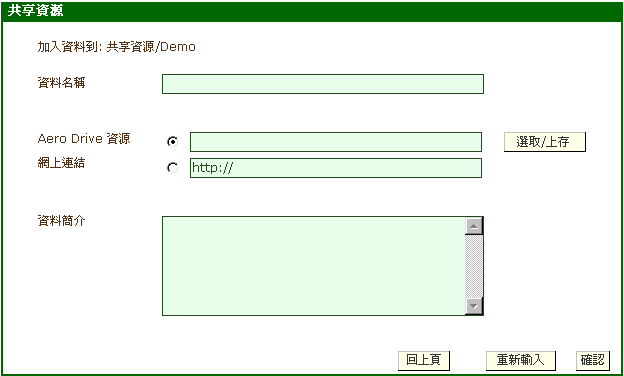 共享資源
加入資料到: 共享資源/Demo
資料名稱
Aero Drive 資源
選取/上存
網上連結
http://
資料簡介
回上頁
重新輸入
確認